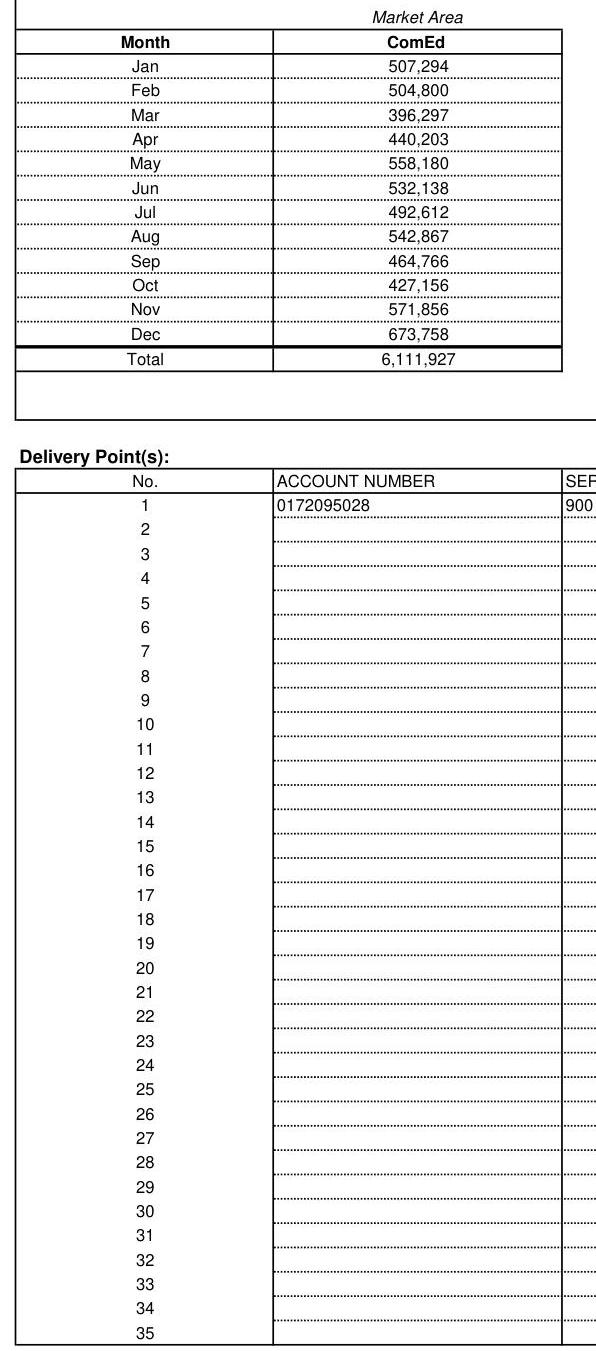 Market Area
Month ComEd
Jan 507,294
Feb 504,800
Mar 396,297
Apr 440,203
May 558,180
Jun 532,138
Jul 492,612
Aug 542,867
Sep 464,766
Oct 427,156
Nov 571,856
Dec 673,758
Total 6,111,927
Delivery Point(s):
No. ACCOUNT NUMBER SER
1 0172095028 900
2
3
4
5
6
7
8
9
10
11
12
13
14
15
16
17
18
19
20
21
22
23
24
25
26
27
28
29
30
31
32
33
34
35